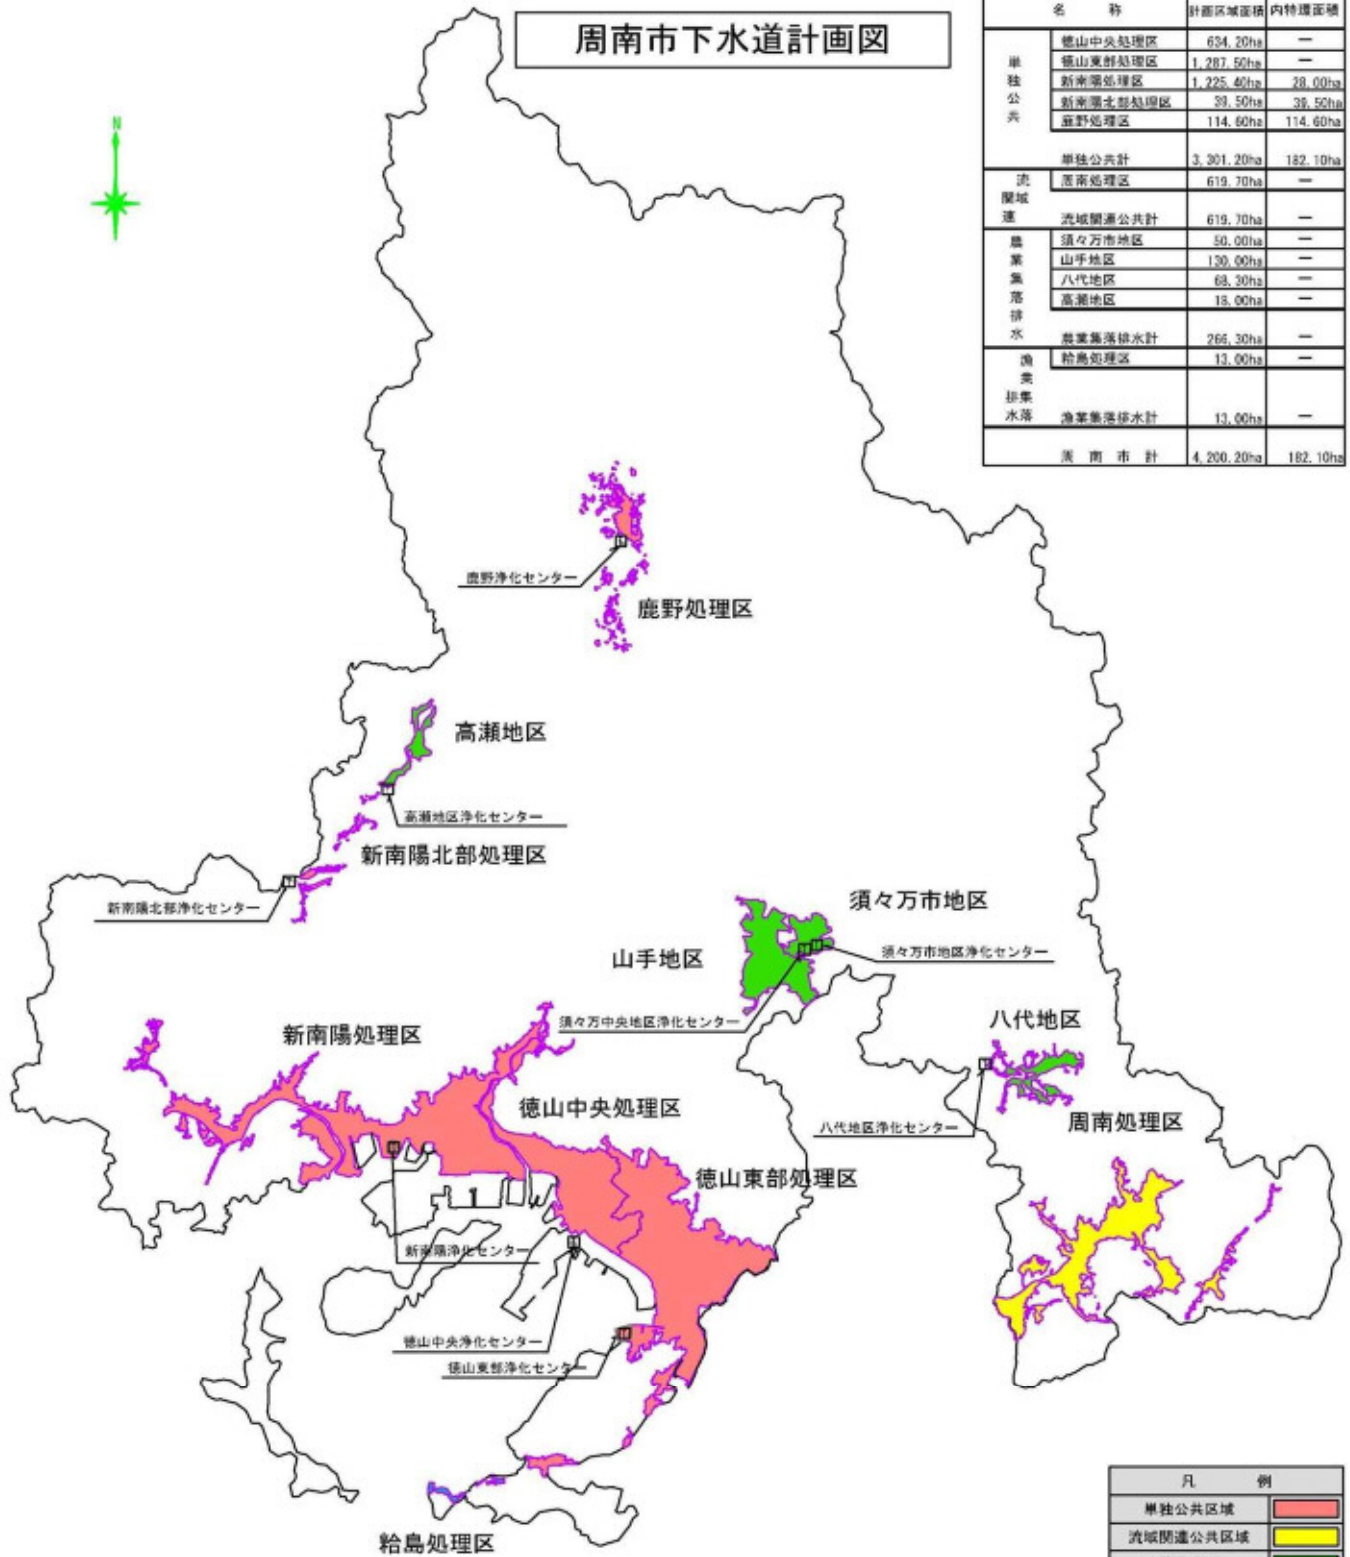 周南市下水道計画図
名 称 計画区域面積 内特環面積
単独公共
徳山中央処理区 634.20ha ―
徳山東部処理区 1,287.50ha ―
新南陽処理区 1,225.40ha 28.00ha
新南陽北部処理区 39.50ha 39.50ha
鹿野処理区 114.60ha 114.60ha
単独公共計 3,301.20ha 182.10ha
流域関連
周南処理区 619.70ha ―
流域関連公共計 619.70ha ―
農業集落排水
須々万市地区 50.00ha ―
山手地区 130.00ha ―
八代地区 68.30ha ―
高瀬地区 18.00ha ―
農業集落排水計 266.30ha ―
漁業集落排水
粭島処理区 13.00ha ―
漁業集落排水計 13.00ha ―
周南市計 4,200.20ha 182.10ha
N
鹿野浄化センター
鹿野処理区
高瀬地区
高瀬地区浄化センター
新南陽北部処理区
新南陽北部浄化センター
須々万市地区
須々万市地区浄化センター
山手地区
須々万中央地区浄化センター
八代地区
新南陽処理区
徳山中央処理区
八代地区浄化センター
周南処理区
徳山東部処理区
新南陽浄化センター
徳山中央浄化センター
徳山東部浄化センター
粭島処理区
凡 例
単独公共区域
流域関連公共区域